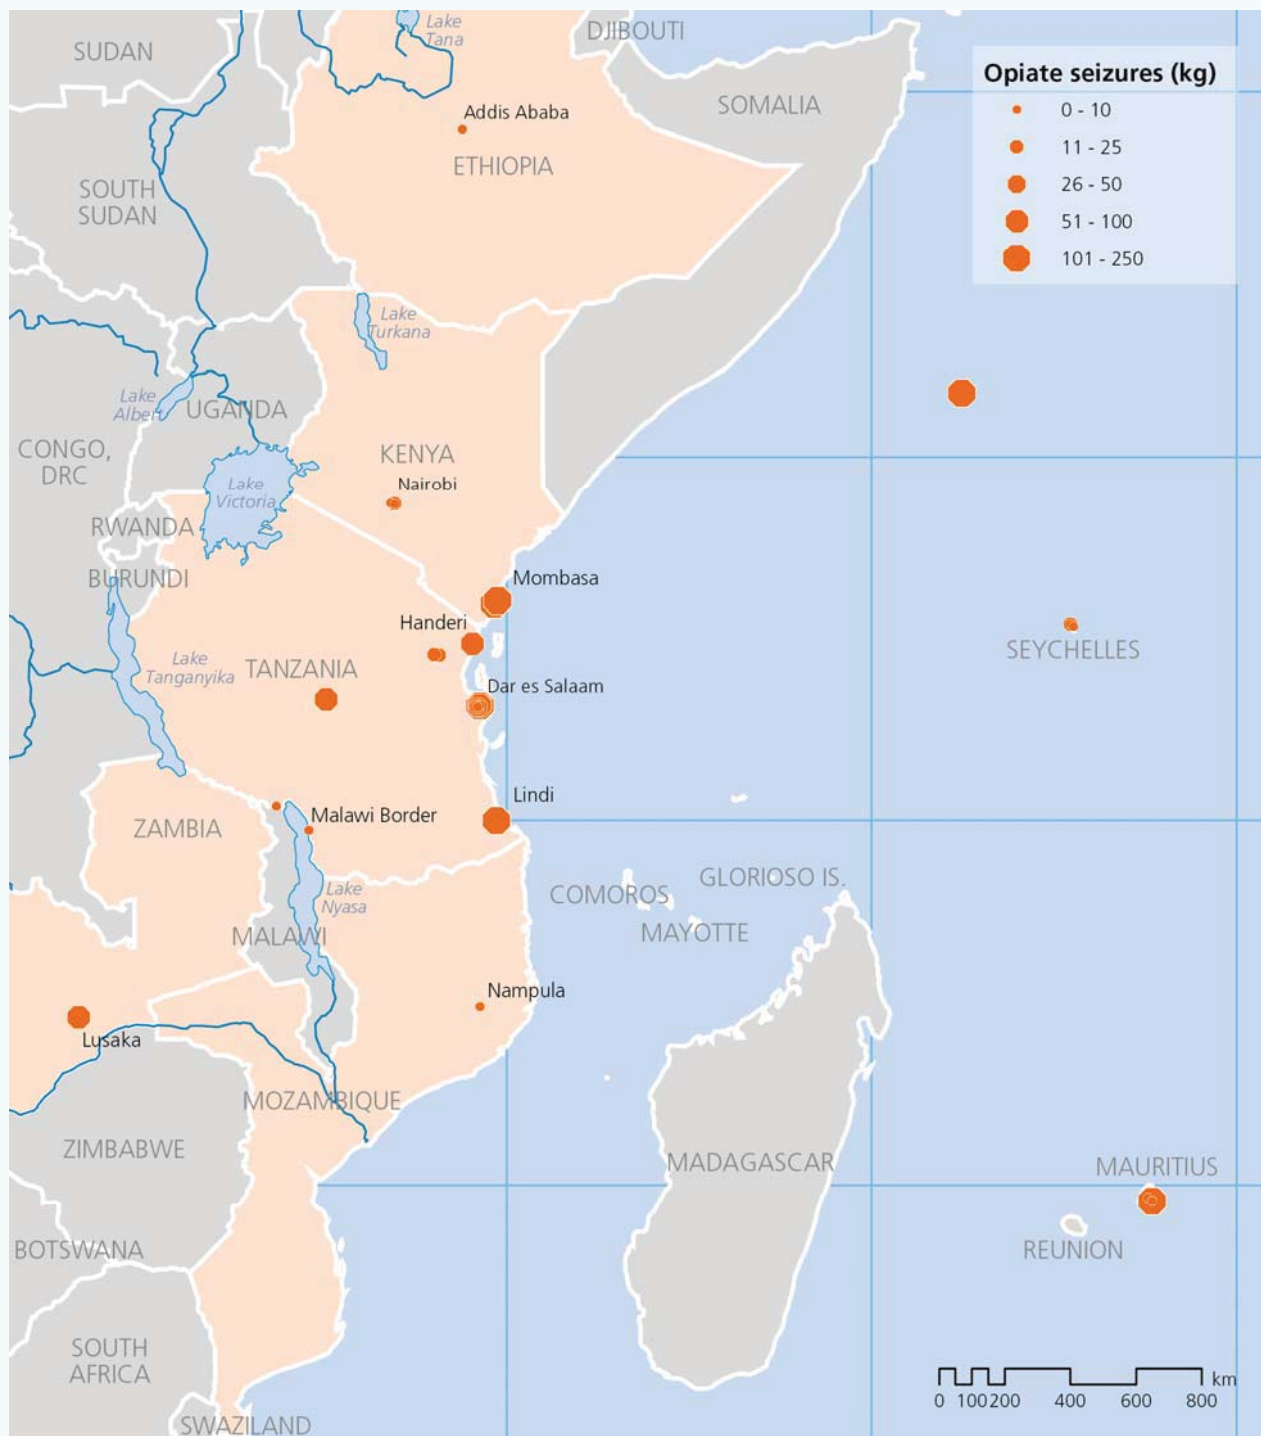 Lake
Tana
DJIBOUTI
SUDAN
Opiate seizures (kg)
0 - 10
11 - 25
26 - 50
51 - 100
101 - 250
SOMALIA
Addis Ababa
ETHIOPIA
SOUTH
SUDAN
Lake
Turkana
Lake
Albert
UGANDA
CONGO,
DRC
KENYA
Nairobi
Lake
Victoria
RWANDA
BURUNDI
Mombasa
Handeri
SEYCHELLES
Lake
Tanganyika
TANZANIA
Dar es Salaam
Lindi
Malawi Border
ZAMBIA
Lake
Nyasa
COMOROS
GLORIOSO IS.
MAYOTTE
MALAWI
Nampula
Lusaka
MOZAMBIQUE
ZIMBABWE
MADAGASCAR
MAURITIUS
REUNION
BOTSWANA
SOUTH
AFRICA
SWAZILAND
km
0 100 200 400 600 800